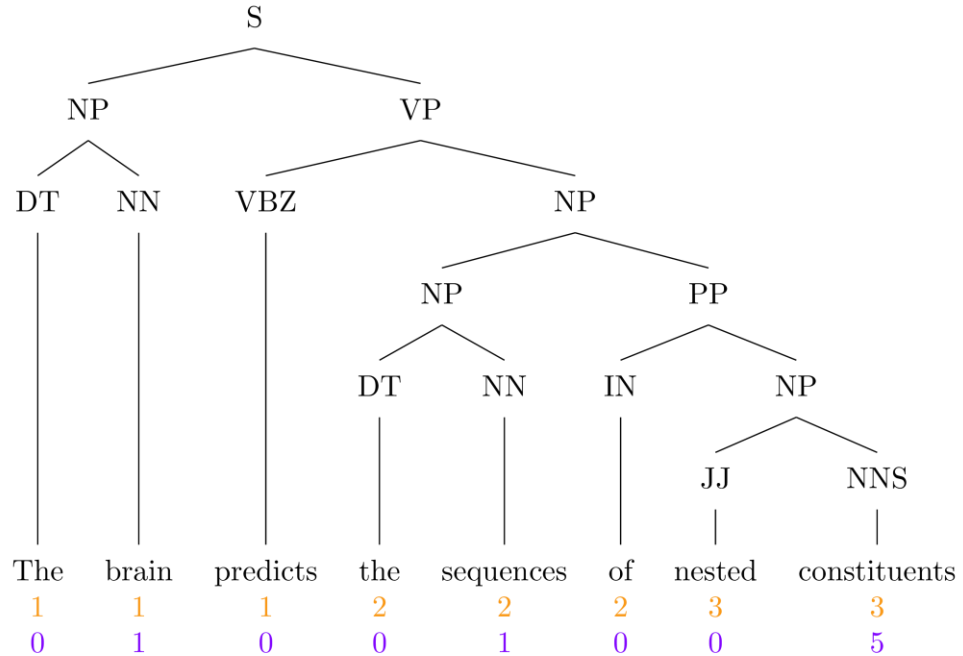 S
NP VP
DT NN VBZ NP
NP PP
DT NN IN NP
JJ NNS
The brain predicts the sequences of nested constituents
1 1 1 2 2 2 3 3
0 1 0 0 1 0 0 5